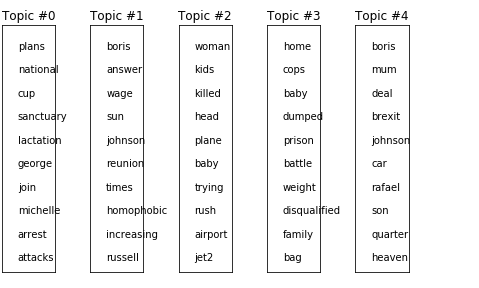 Topic #0
plans
national
cup
sanctuary
lactation
george
join
michelle
arrest
attacks
Topic #1
boris
answer
wage
sun
johnson
reunion
times
homophobic
increasing
russell
Topic #2
woman
kids
killed
head
plane
baby
trying
rush
airport
jet2
Topic #3
home
cops
baby
dumped
prison
battle
weight
disqualified
family
bag
Topic #4
boris
mum
deal
brexit
johnson
car
rafael
son
quarter
heaven